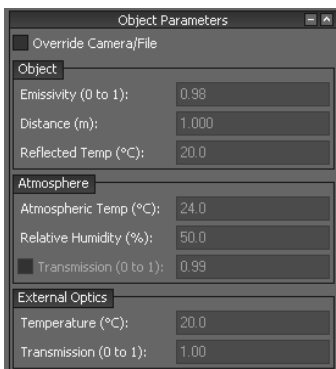 Object Parameters
Override Camera/File
Object
Emissivity (0 to 1): 0.98
Distance (m): 1.000
Reflected Temp (°C): 20.0
Atmosphere
Atmospheric Temp (°C): 24.0
Relative Humidity (%): 50.0
Transmission (0 to 1): 0.99
External Optics
Temperature (°C): 20.0
Transmission (0 to 1): 1.00